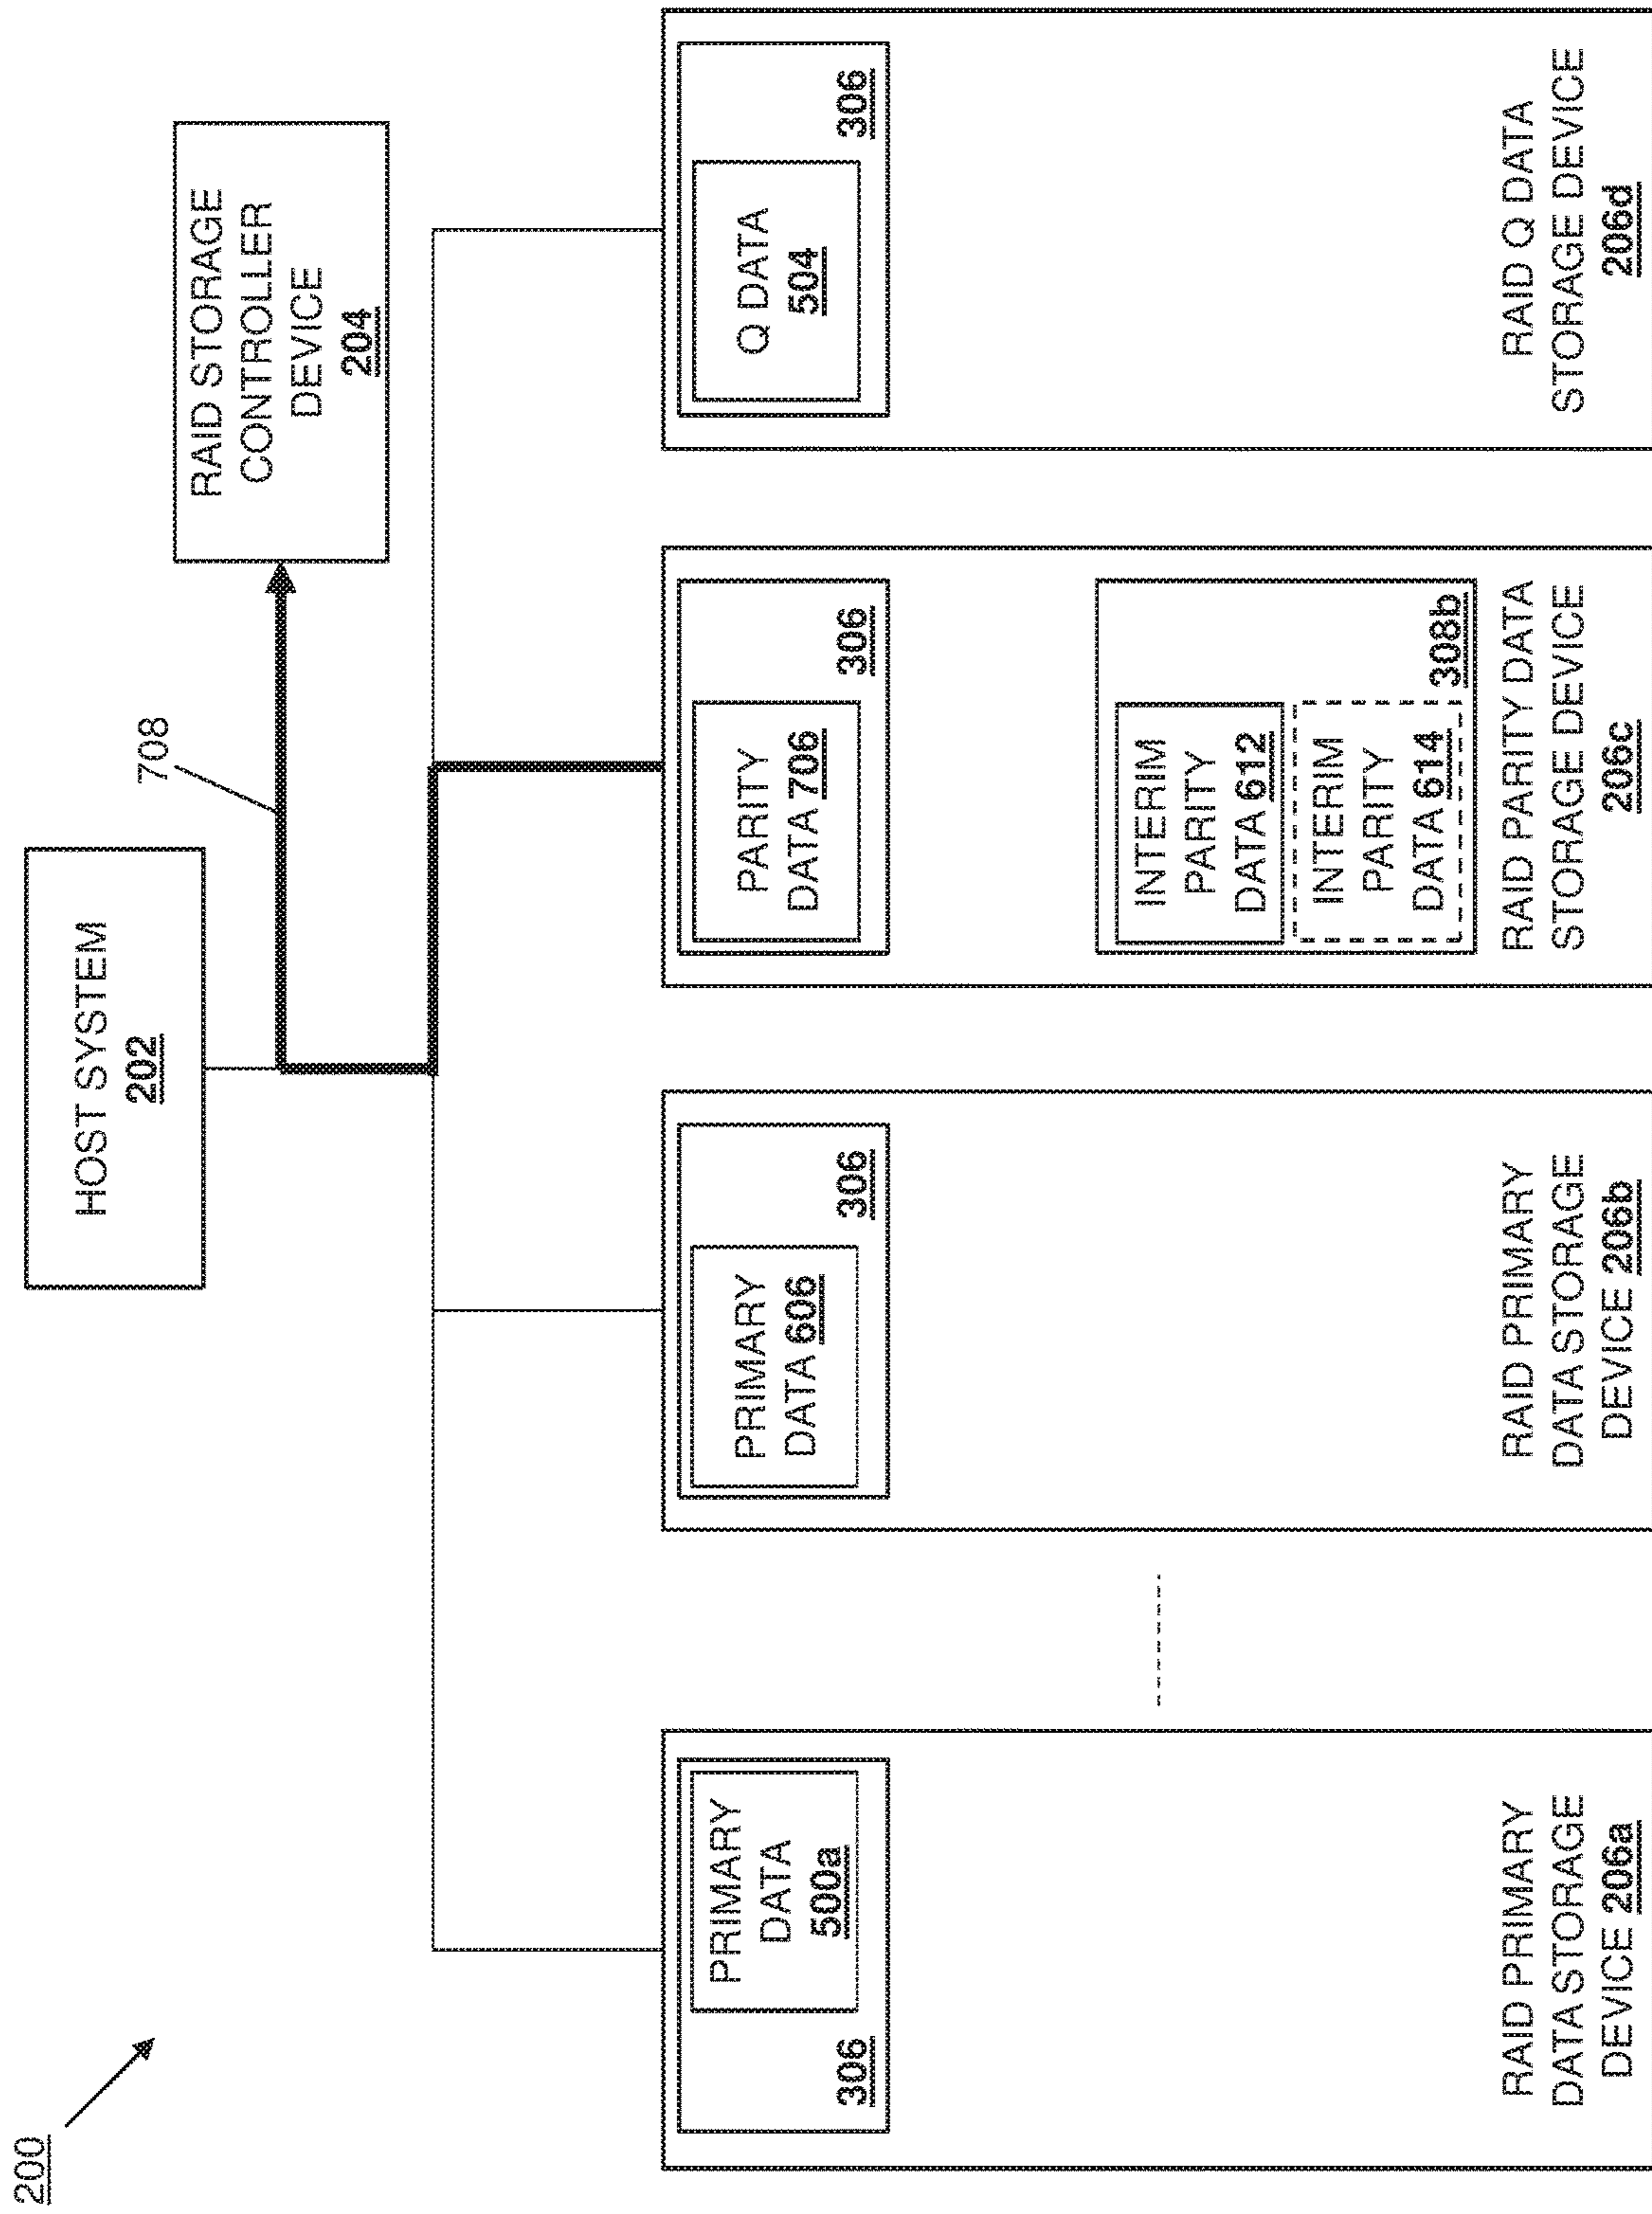 200
HOST SYSTEM
202
708
RAID STORAGE
CONTROLLER
DEVICE
204
PRIMARY
DATA
500a
306
RAID PRIMARY
DATA STORAGE
DEVICE 206a
PRIMARY
DATA 606
306
RAID PRIMARY
DATA STORAGE
DEVICE 206b
PARITY
DATA 706
306
INTERIM
PARITY
DATA 612
INTERIM
PARITY
DATA 614
308b
RAID PARITY DATA
STORAGE DEVICE
206c
Q DATA
504
306
RAID Q DATA
STORAGE DEVICE
206d